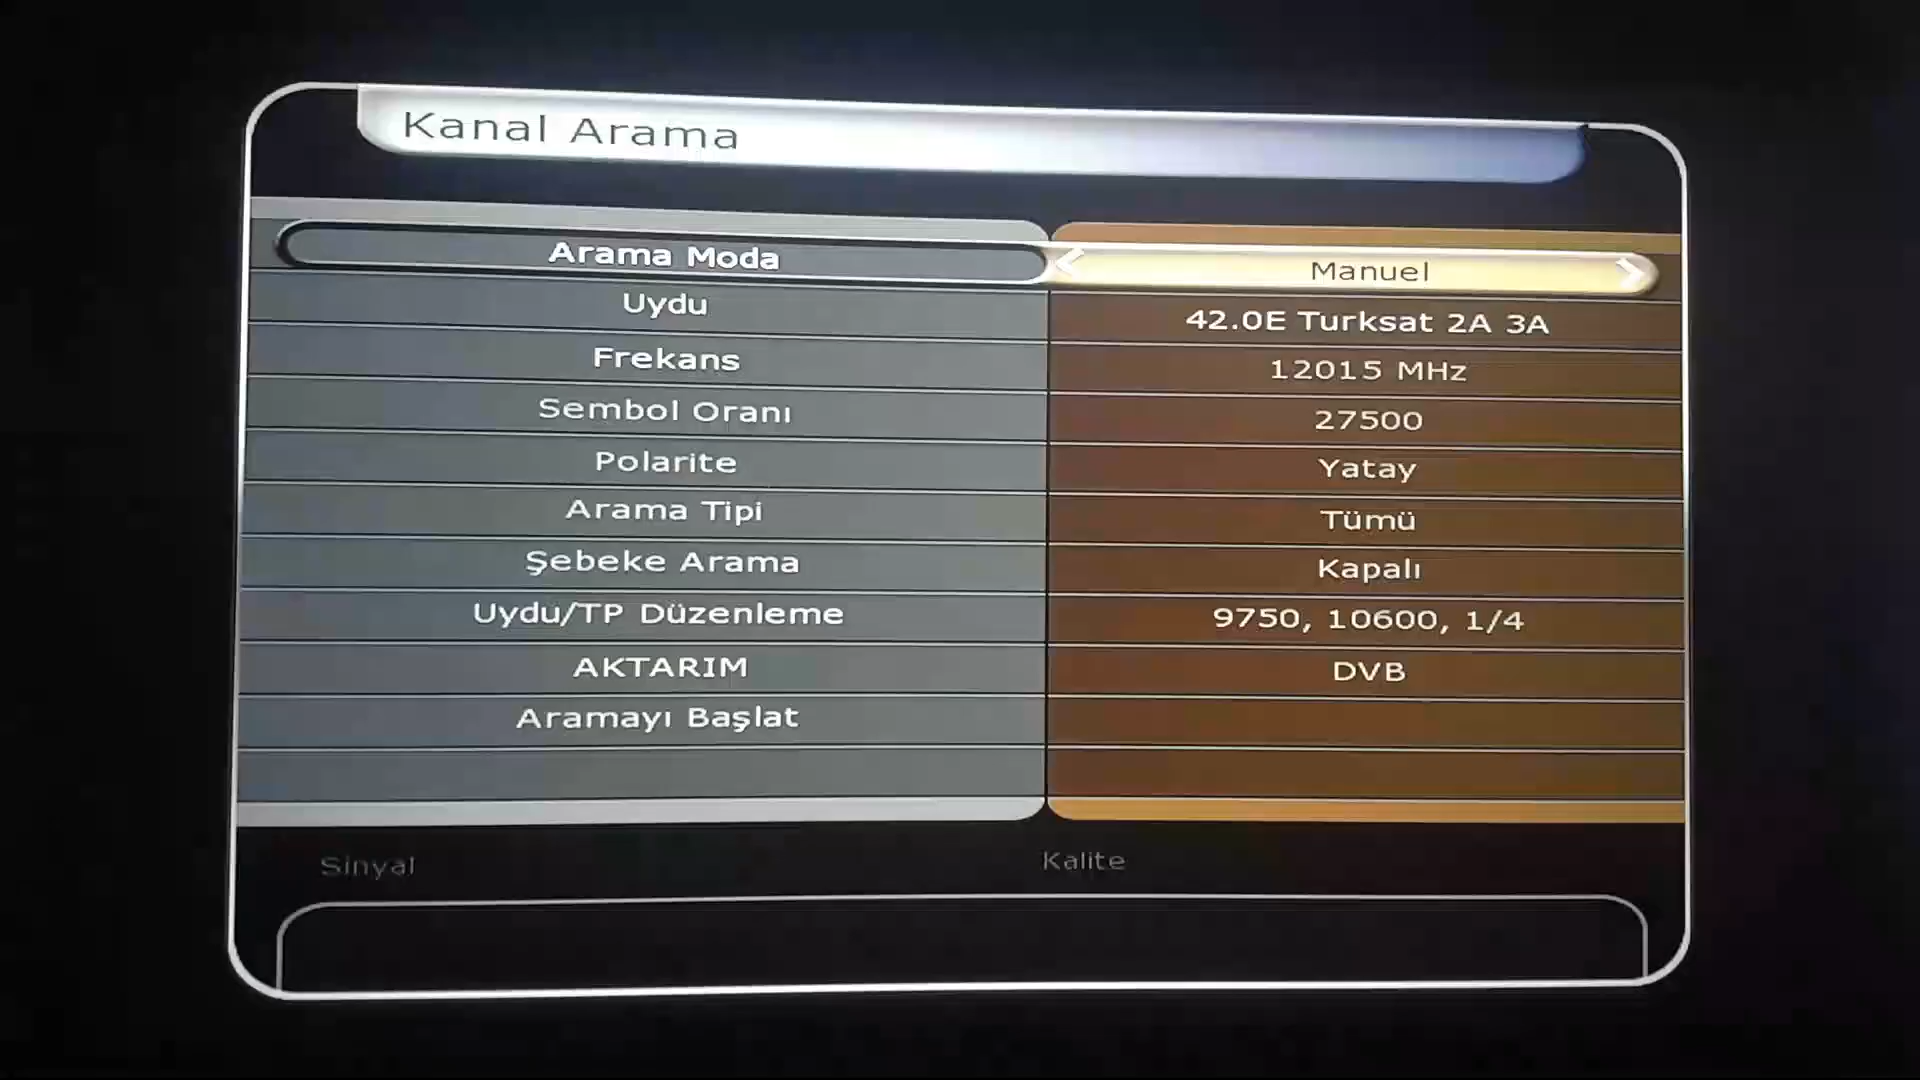 Kanal Arama
Arama Moda Manuel
Uydu 42.0E Turksat 2A 3A
Frekans 12015 MHz
Sembol Oranı 27500
Polarite Yatay
Arama Tipi Tümü
Şebeke Arama Kapalı
Uydu/TP Düzenleme 9750, 10600, 1/4
AKTARIM DVB
Aramayı Başlat
Sinyal Kalite